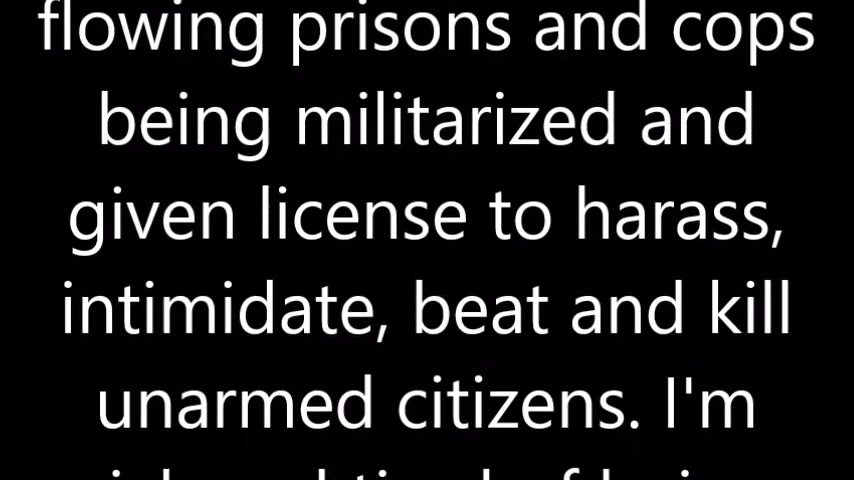 flowing prisons and cops
being militarized and
given license to harass,
intimidate, beat and kill
unarmed citizens. I'm